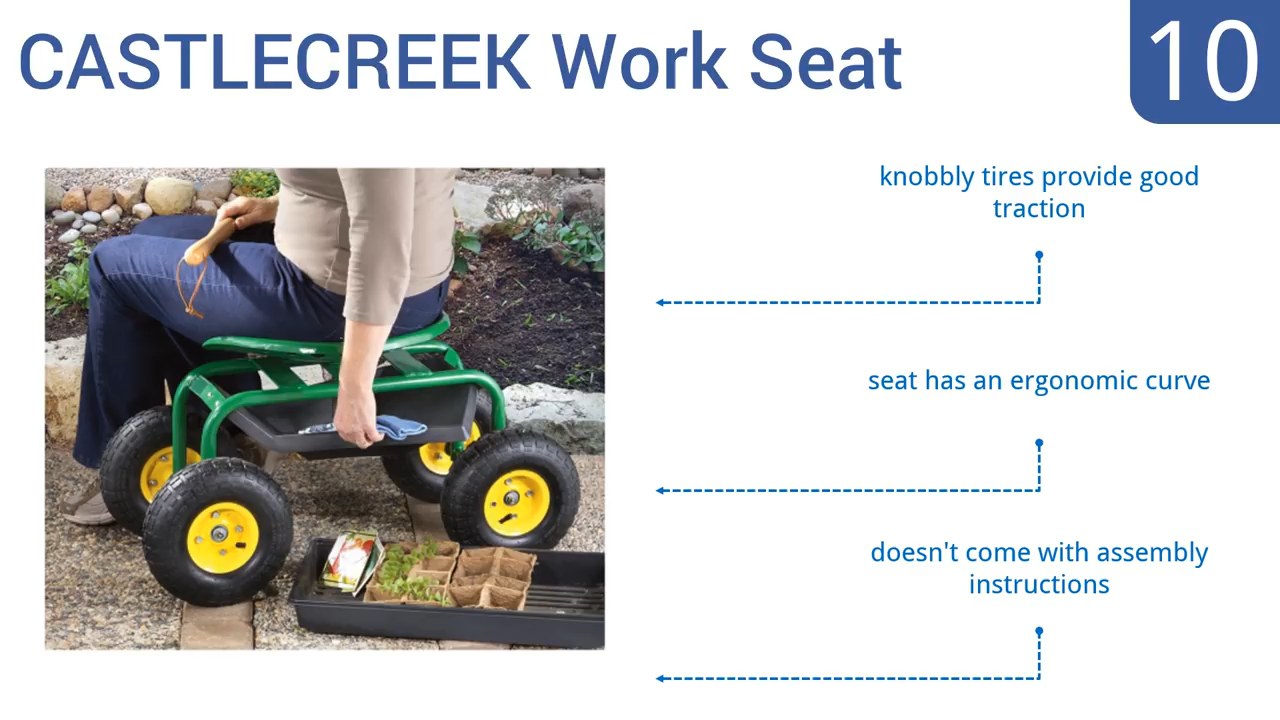 CASTLECREEK Work Seat
10
knobbly tires provide good
traction
seat has an ergonomic curve
doesn't come with assembly
instructions